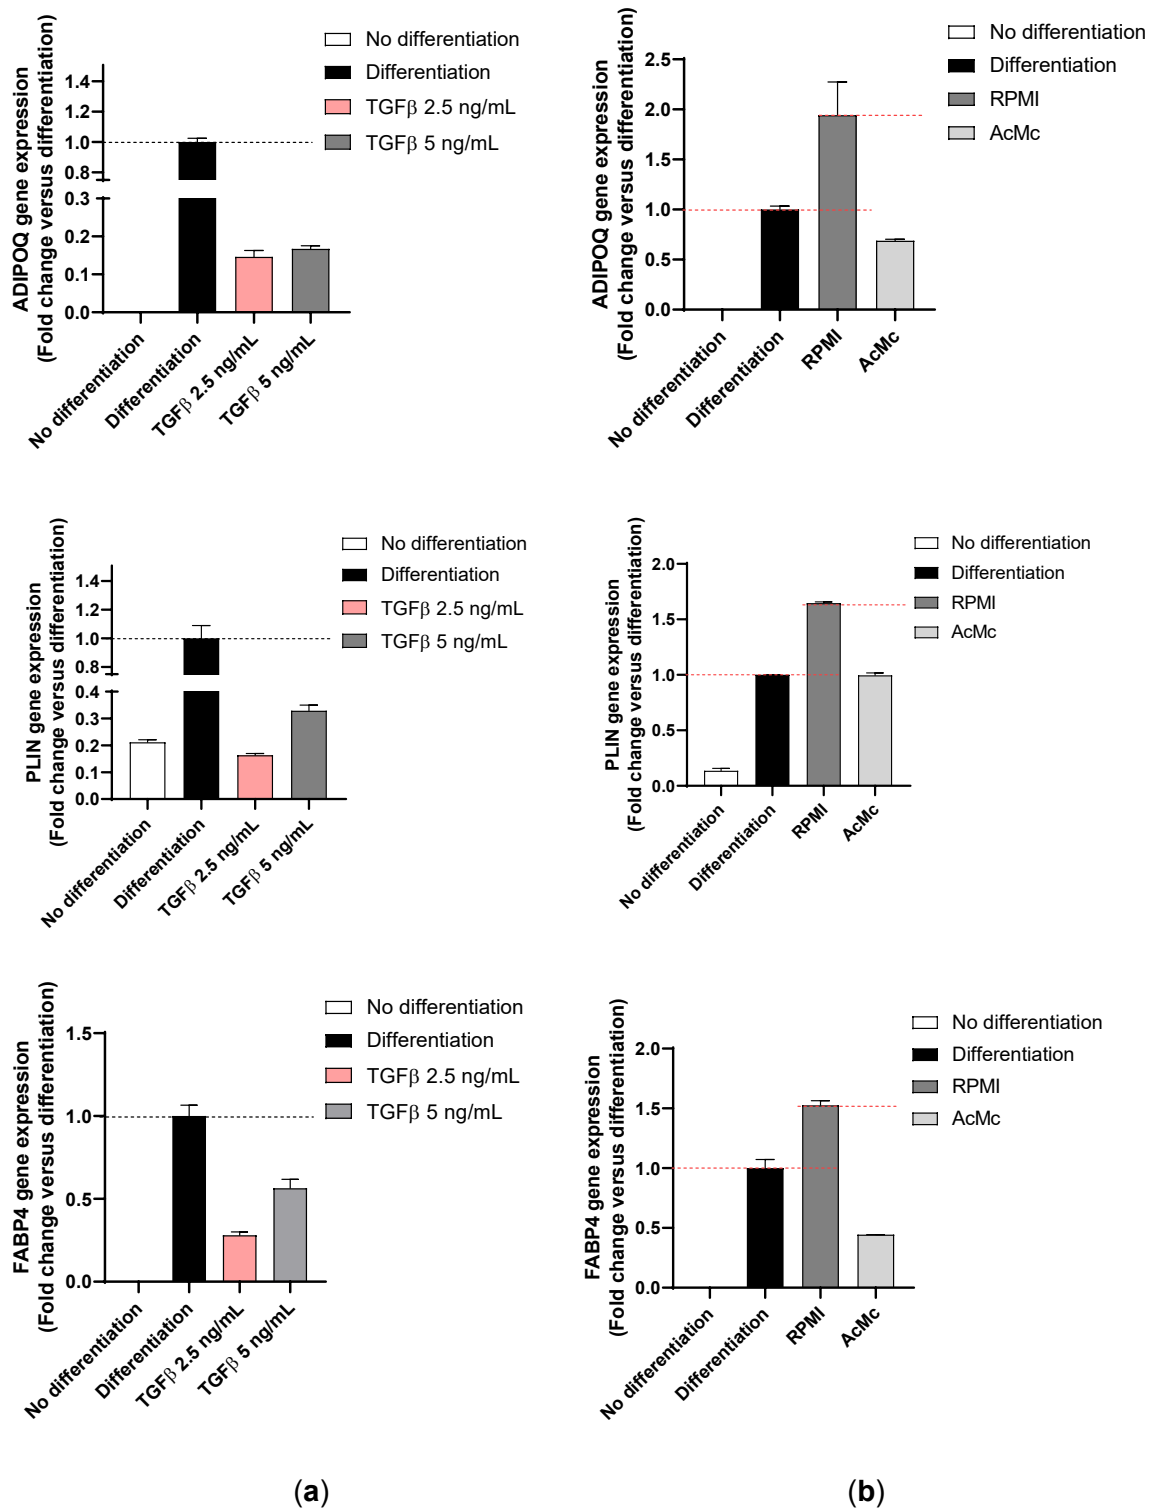 No differentiation
Differentiation
TGFβ 2.5 ng/mL
TGFβ 5 ng/mL
ADIPOQ gene expression
(Fold change versus differentiation)
1.4
1.2
1.0
0.8
0.3
0.2
0.1
0.0
No differentiation
Differentiation
TGFβ 2.5 ng/mL
TGFβ 5 ng/mL
No differentiation
Differentiation
RPMI
AcMc
ADIPOQ gene expression
(Fold change versus differentiation)
2.5
2.0
1.5
1.0
0.5
0.0
No differentiation
Differentiation
RPMI
AcMc
No differentiation
Differentiation
TGFβ 2.5 ng/mL
TGFβ 5 ng/mL
PLIN gene expression
(Fold change versus differentiation)
1.4
1.2
1.0
0.8
0.4
0.3
0.2
0.1
0.0
No differentiation
Differentiation
TGFβ 2.5 ng/mL
TGFβ 5 ng/mL
No differentiation
Differentiation
RPMI
AcMc
PLIN gene expression
(Fold change versus differentiation)
2.0
1.5
1.0
0.5
0.0
No differentiation
Differentiation
RPMI
AcMc
No differentiation
Differentiation
TGFβ 2.5 ng/mL
TGFβ 5 ng/mL
FABP4 gene expression
(Fold change versus differentiation)
1.5
1.0
0.5
0.0
No differentiation
Differentiation
TGFβ 2.5 ng/mL
TGFβ 5 ng/mL
No differentiation
Differentiation
RPMI
AcMc
FABP4 gene expression
(Fold change versus differentiation)
2.0
1.5
1.0
0.5
0.0
No differentiation
Differentiation
RPMI
AcMc
(a)
(b)